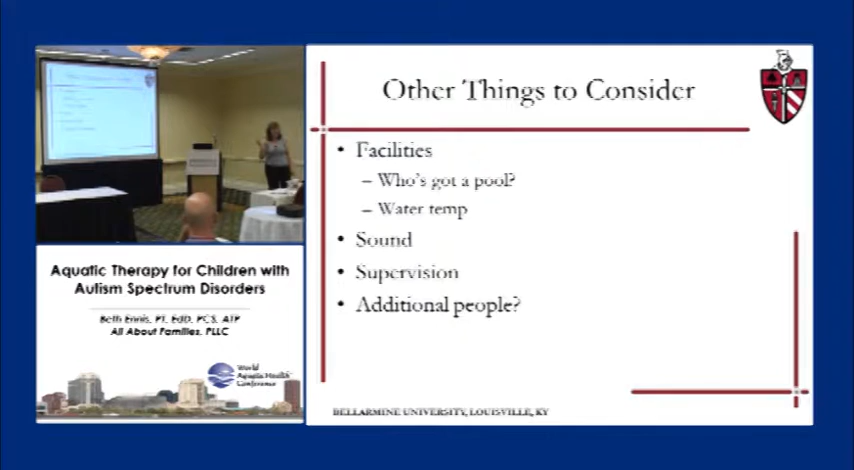 Other Things to Consider
• Facilities
– Who's got a pool?
– Water temp
• Sound
• Supervision
• Additional people?
BELLARMINE UNIVERSITY, LOUISVILLE, KY
Aquatic Therapy for Children with
Autism Spectrum Disorders
Beth Ennis, PT, EdD, PCS, ATP
All About Families, PLLC
World
Aquatic Health
Conference